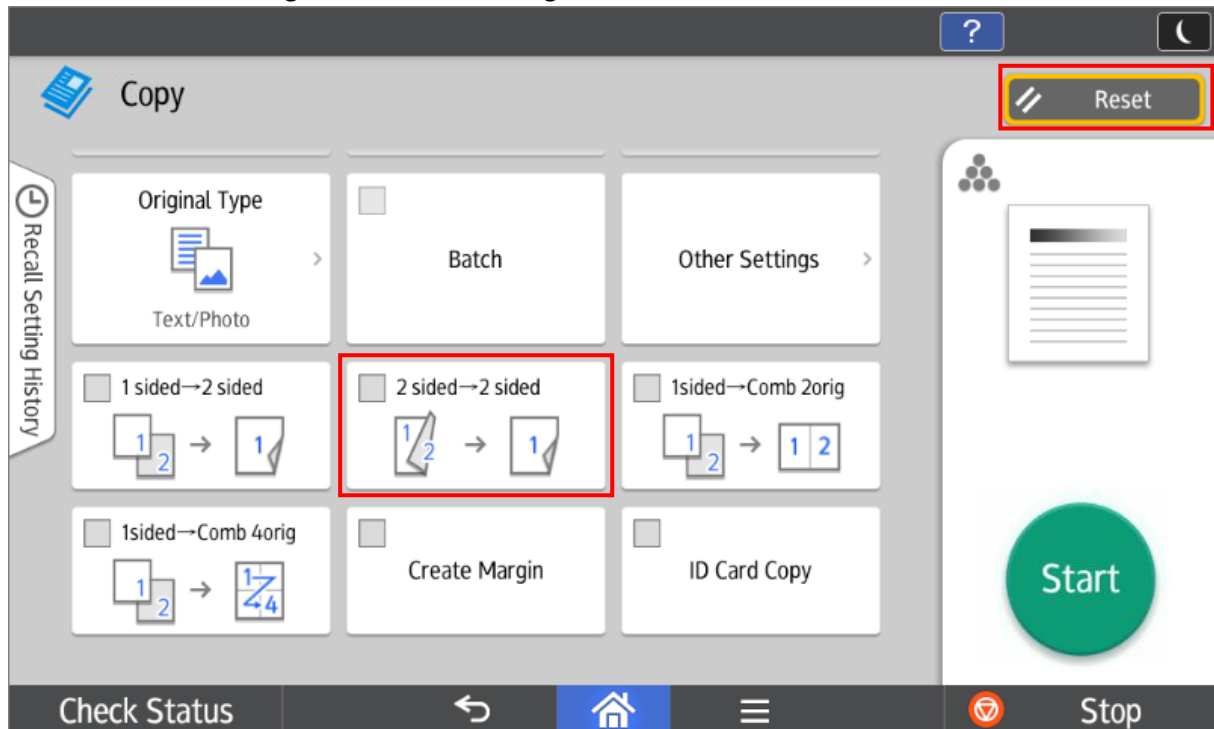 ?
Copy
Reset
Recall Setting History
Original Type
Text/Photo
Batch
Other Settings
1 sided→2 sided
1
2
1
2 sided→2 sided
1
2
1
1sided→Comb 2orig
1
2
1 2
1sided→Comb 4orig
1
2
1
4
Create Margin
ID Card Copy
Start
Check Status
Stop